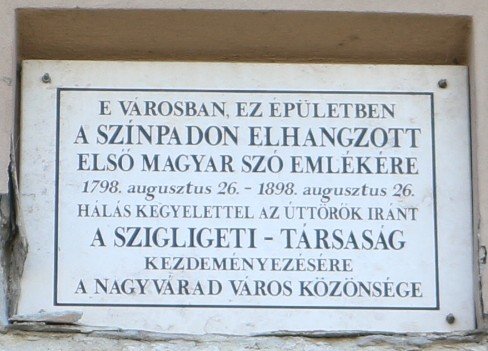 E VÁROSBAN, EZ ÉPÜLETBEN
A SZÍNPADON ELHANGZOTT
ELSŐ MAGYAR SZÓ EMLÉKÉRE
1798. augusztus 26. – 1898. augusztus 26.
HÁLÁS KEGYELETTEL AZ ÚTTÖRŐK IRÁNT
A SZIGLIGETI – TÁRSASÁG
KEZDEMÉNYEZÉSÉRE
A NAGYVÁRAD VÁROS KÖZÖNSÉGE